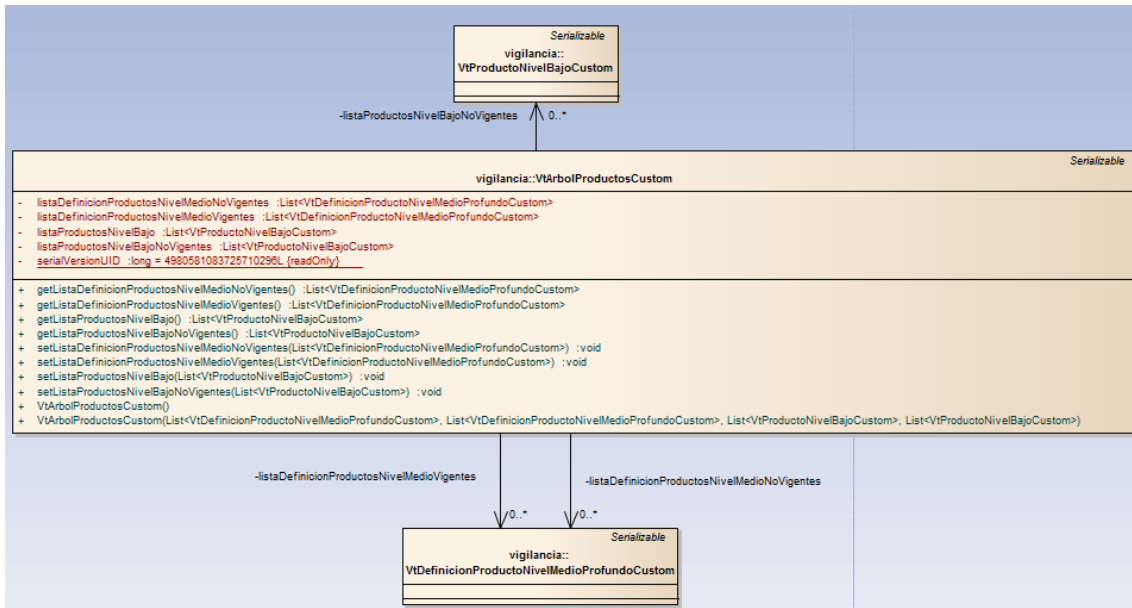 Serializable
vigilancia::
VtProductoNivelBajoCustom
-listaProductosNivelBajoNoVigentes 0..*
Serializable
vigilancia::VtArbolProductosCustom
- listaDefinicionProductosNivelMedioNoVigentes :List<VtDefinicionProductoNivelMedioProfundoCustom>
- listaDefinicionProductosNivelMedioVigentes :List<VtDefinicionProductoNivelMedioProfundoCustom>
- listaProductosNivelBajo :List<VtProductoNivelBajoCustom>
- listaProductosNivelBajoNoVigentes :List<VtProductoNivelBajoCustom>
- serialVersionUID :long = 4980581083725710296L {readOnly}
+ getListaDefinicionProductosNivelMedioNoVigentes() :List<VtDefinicionProductoNivelMedioProfundoCustom>
+ getListaDefinicionProductosNivelMedioVigentes() :List<VtDefinicionProductoNivelMedioProfundoCustom>
+ getListaProductosNivelBajo() :List<VtProductoNivelBajoCustom>
+ getListaProductosNivelBajoNoVigentes() :List<VtProductoNivelBajoCustom>
+ setListaDefinicionProductosNivelMedioNoVigentes(List<VtDefinicionProductoNivelMedioProfundoCustom>) :void
+ setListaDefinicionProductosNivelMedioVigentes(List<VtDefinicionProductoNivelMedioProfundoCustom>) :void
+ setListaProductosNivelBajo(List<VtProductoNivelBajoCustom>) :void
+ setListaProductosNivelBajoNoVigentes(List<VtProductoNivelBajoCustom>) :void
+ VtArbolProductosCustom()
+ VtArbolProductosCustom(List<VtDefinicionProductoNivelMedioProfundoCustom>, List<VtDefinicionProductoNivelMedioProfundoCustom>, List<VtProductoNivelBajoCustom>, List<VtProductoNivelBajoCustom>)
-listaDefinicionProductosNivelMedioVigentes
-listaDefinicionProductosNivelMedioNoVigentes
0..* 0..*
Serializable
vigilancia::
VtDefinicionProductoNivelMedioProfundoCustom